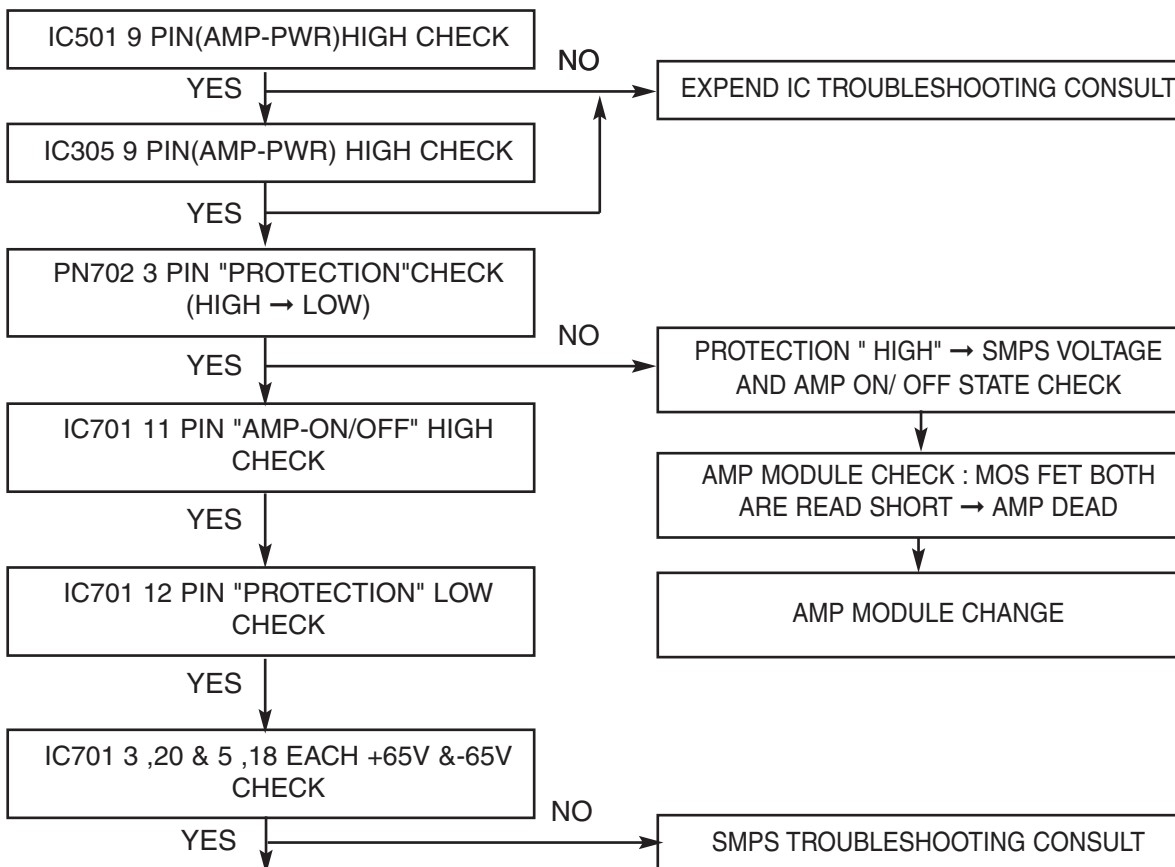 IC501 9 PIN(AMP-PWR)HIGH CHECK
NO
YES
EXPEND IC TROUBLESHOOTING CONSULT
IC305 9 PIN(AMP-PWR) HIGH CHECK
YES
PN702 3 PIN "PROTECTION"CHECK
(HIGH → LOW)
NO
YES
PROTECTION " HIGH" → SMPS VOLTAGE
AND AMP ON/ OFF STATE CHECK
IC701 11 PIN "AMP-ON/OFF" HIGH
CHECK
AMP MODULE CHECK : MOS FET BOTH
ARE READ SHORT → AMP DEAD
YES
IC701 12 PIN "PROTECTION" LOW
CHECK
AMP MODULE CHANGE
YES
IC701 3 ,20 & 5 ,18 EACH +65V &-65V
CHECK
NO
YES
SMPS TROUBLESHOOTING CONSULT